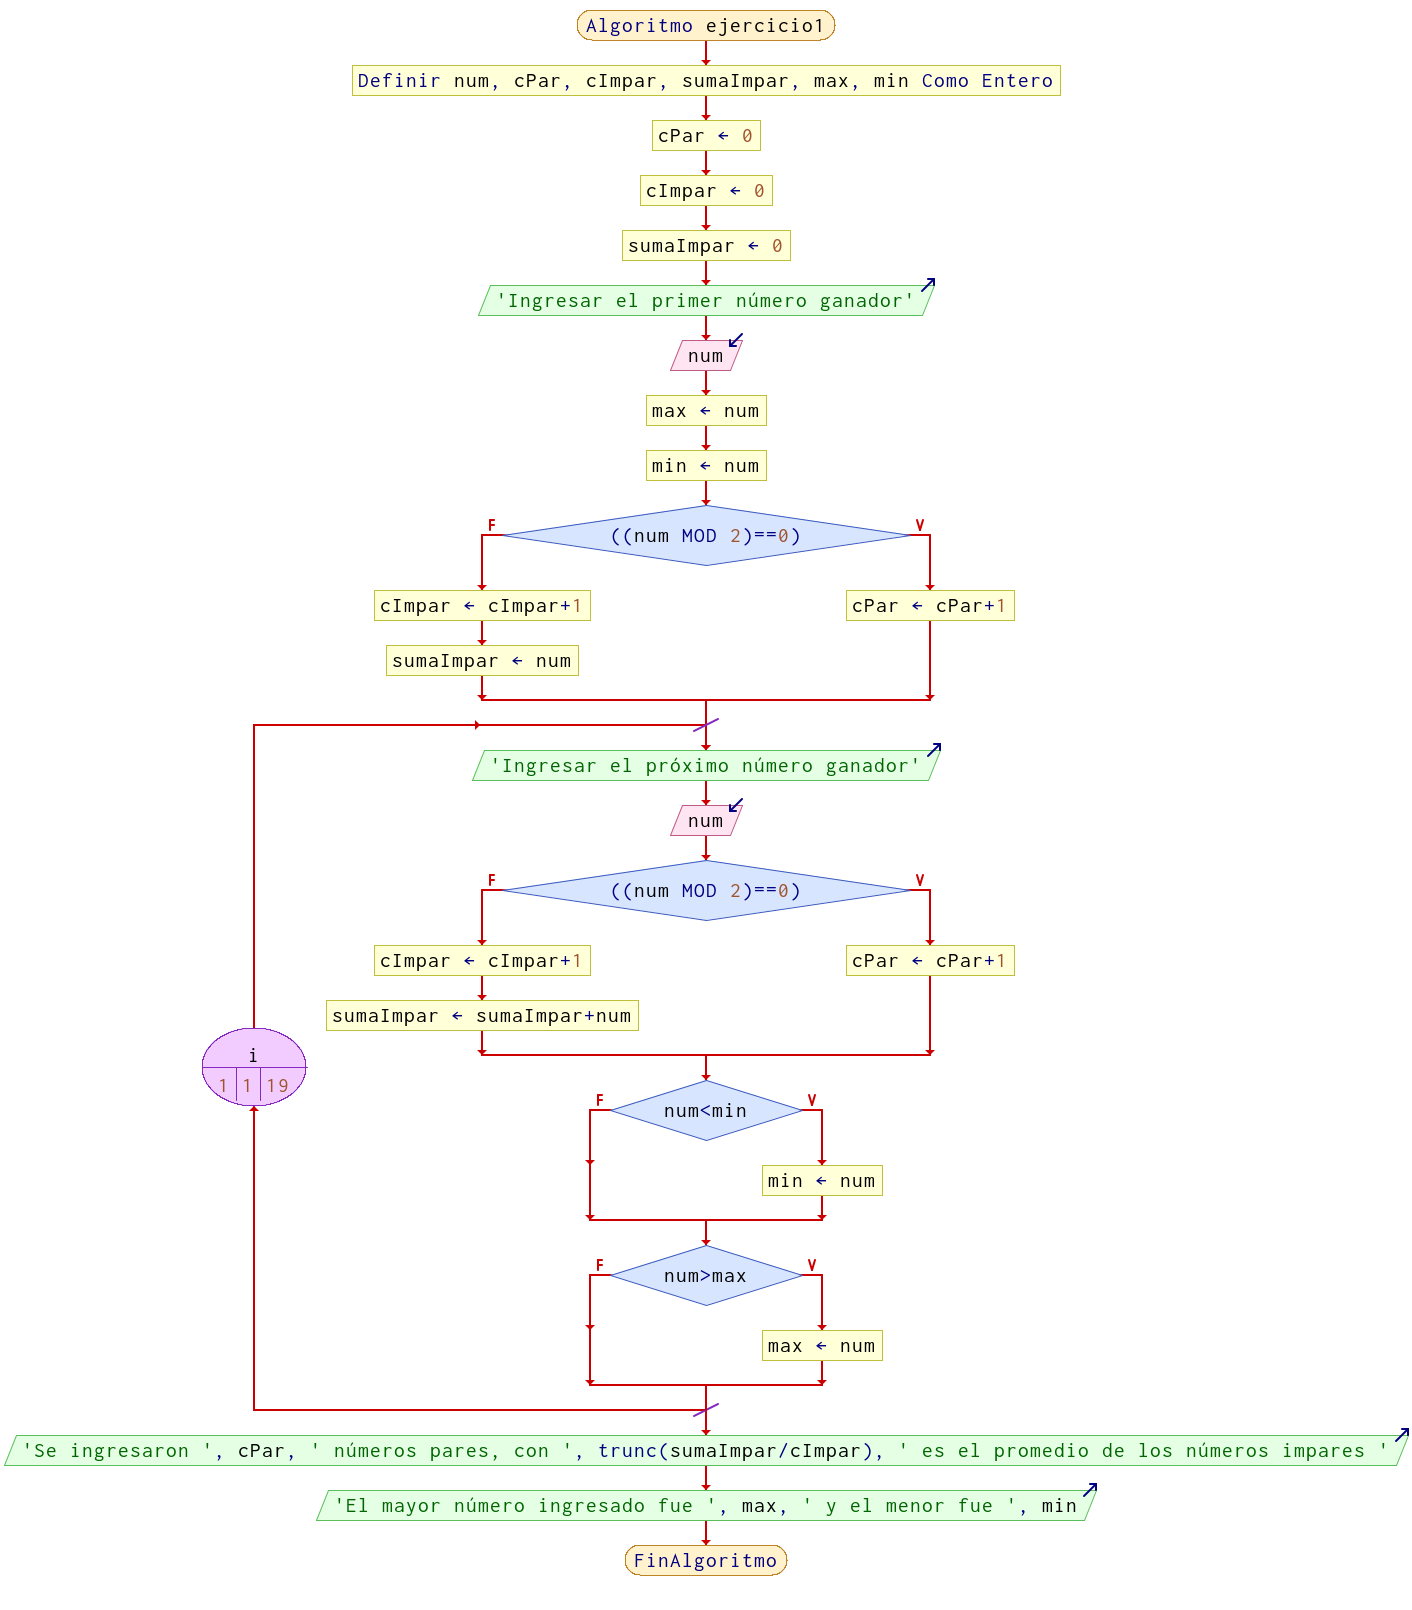 Algoritmo ejercicio1
Definir num, cPar, cImpar, sumaImpar, max, min Como Entero
cPar ← 0
cImpar ← 0
sumaImpar ← 0
'Ingresar el primer número ganador'
num
max ← num
min ← num
F ((num MOD 2)==0) V
cImpar ← cImpar+1 cPar ← cPar+1
sumaImpar ← num
'Ingresar el próximo número ganador'
num
F ((num MOD 2)==0) V
cImpar ← cImpar+1 cPar ← cPar+1
sumaImpar ← sumaImpar+num
i
1 1 19
F num<min V
min ← num
F num>max V
max ← num
'Se ingresaron ', cPar, ' números pares, con ', trunc(sumaImpar/cImpar), ' es el promedio de los números impares '
'El mayor número ingresado fue ', max, ' y el menor fue ', min
FinAlgoritmo